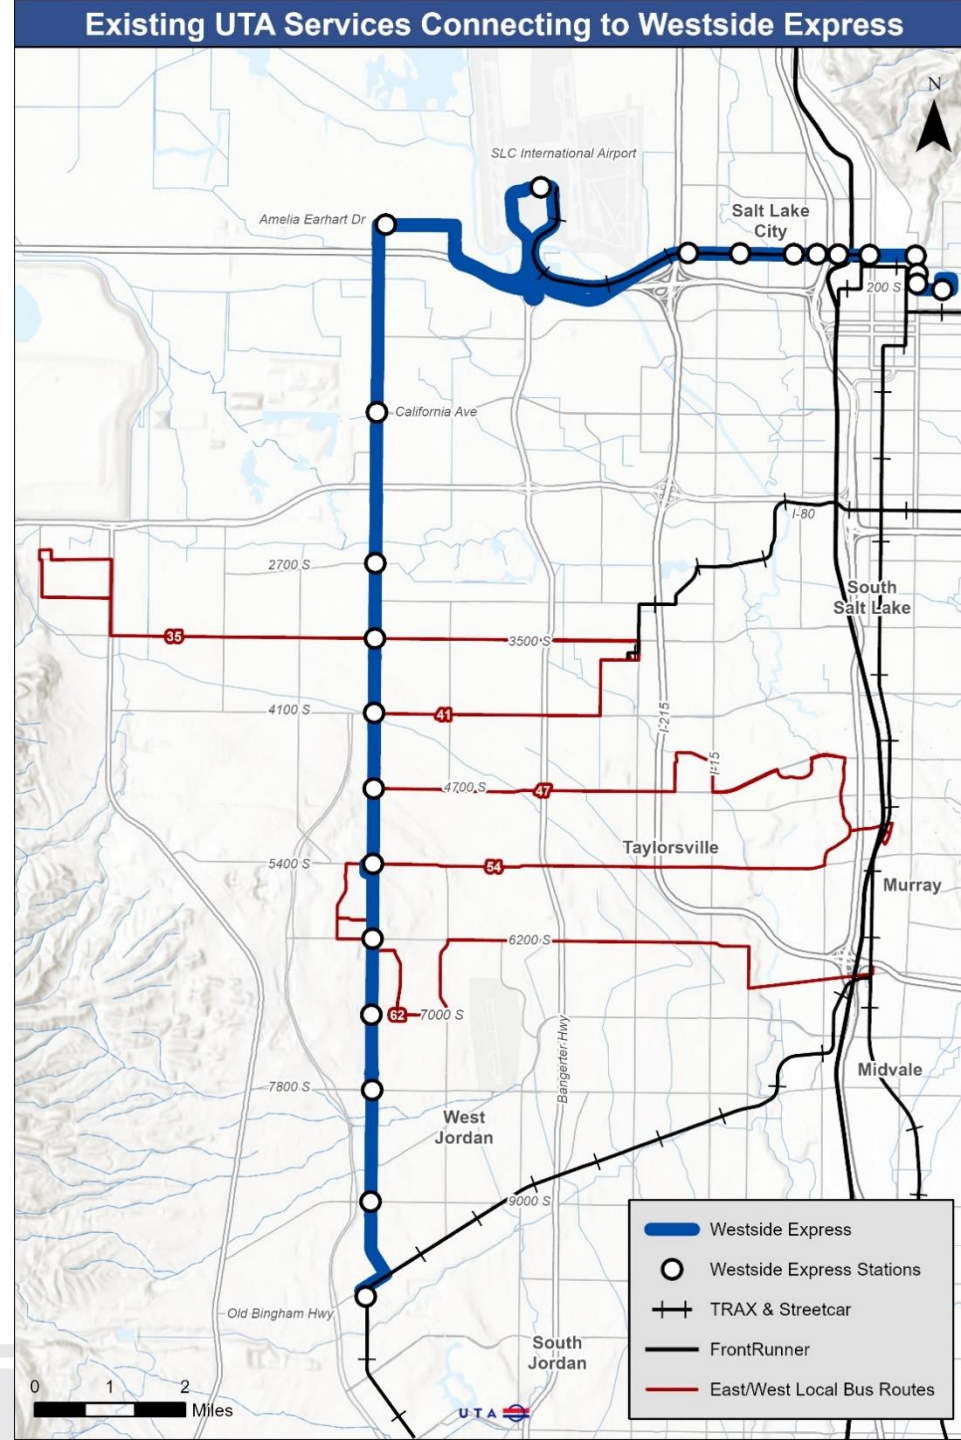 Existing UTA Services Connecting to Westside Express
N
SLC International Airport
Salt Lake
City
Amelia Earhart Dr
200 S
California Ave
I-80
2700 S
South
Salt Lake
35
3500 S
4100 S
41
I-215
I-15
4700 S
47
Taylorsville
5400 S
54
Murray
6200 S
62
7000 S
Bangerter Hwy
Midvale
7800 S
West
Jordan
9000 S
Old Bingham Hwy
South
Jordan
Westside Express
Westside Express Stations
TRAX & Streetcar
FrontRunner
East/West Local Bus Routes
0 1 2
Miles
UTA